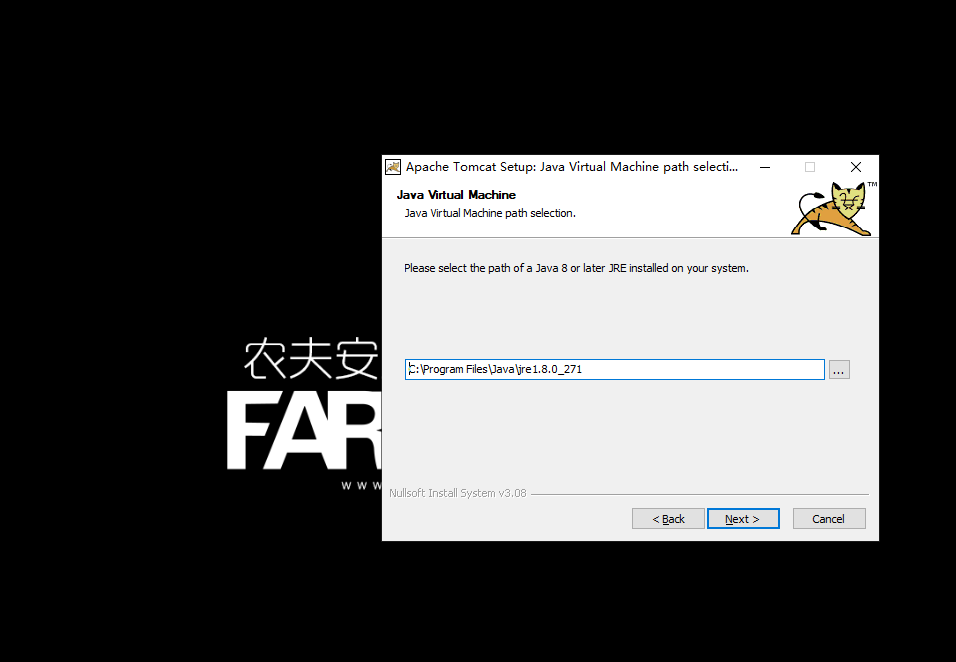 Apache Tomcat Setup: Java Virtual Machine path selecti...
Java Virtual Machine
Java Virtual Machine path selection.
TM
Please select the path of a Java 8 or later JRE installed on your system.
农夫安
C:\Program Files\Java\jre1.8.0_271
...
FAR
www
Nullsoft Install System v3.08
< Back
Next >
Cancel